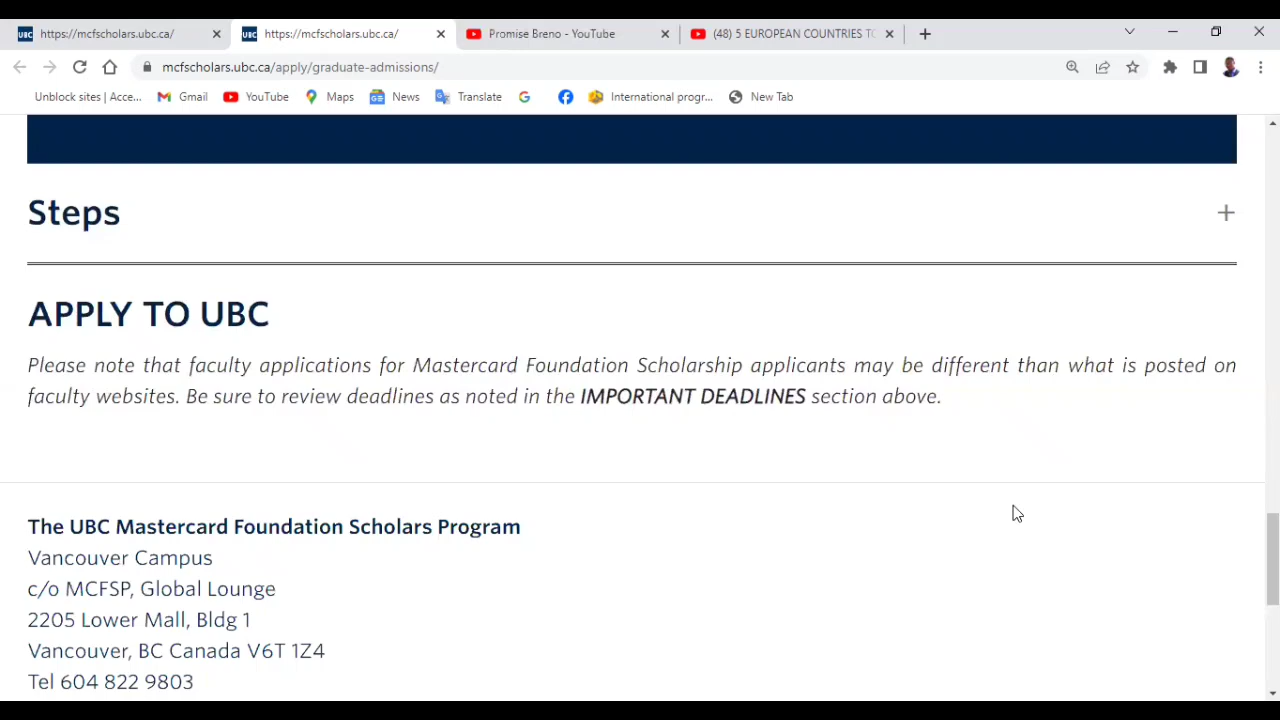 UBC https://mcfscholars.ubc.ca/
UBC https://mcfscholars.ubc.ca/
Promise Breno - YouTube
(48) 5 EUROPEAN COUNTRIES TO
mcfscholars.ubc.ca/apply/graduate-admissions/
Unblock sites | Acce... Gmail YouTube Maps News Translate International progr... New Tab
Steps
APPLY TO UBC
Please note that faculty applications for Mastercard Foundation Scholarship applicants may be different than what is posted on
faculty websites. Be sure to review deadlines as noted in the IMPORTANT DEADLINES section above.
The UBC Mastercard Foundation Scholars Program
Vancouver Campus
c/o MCFSP, Global Lounge
2205 Lower Mall, Bldg 1
Vancouver, BC Canada V6T 1Z4
Tel 604 822 9803